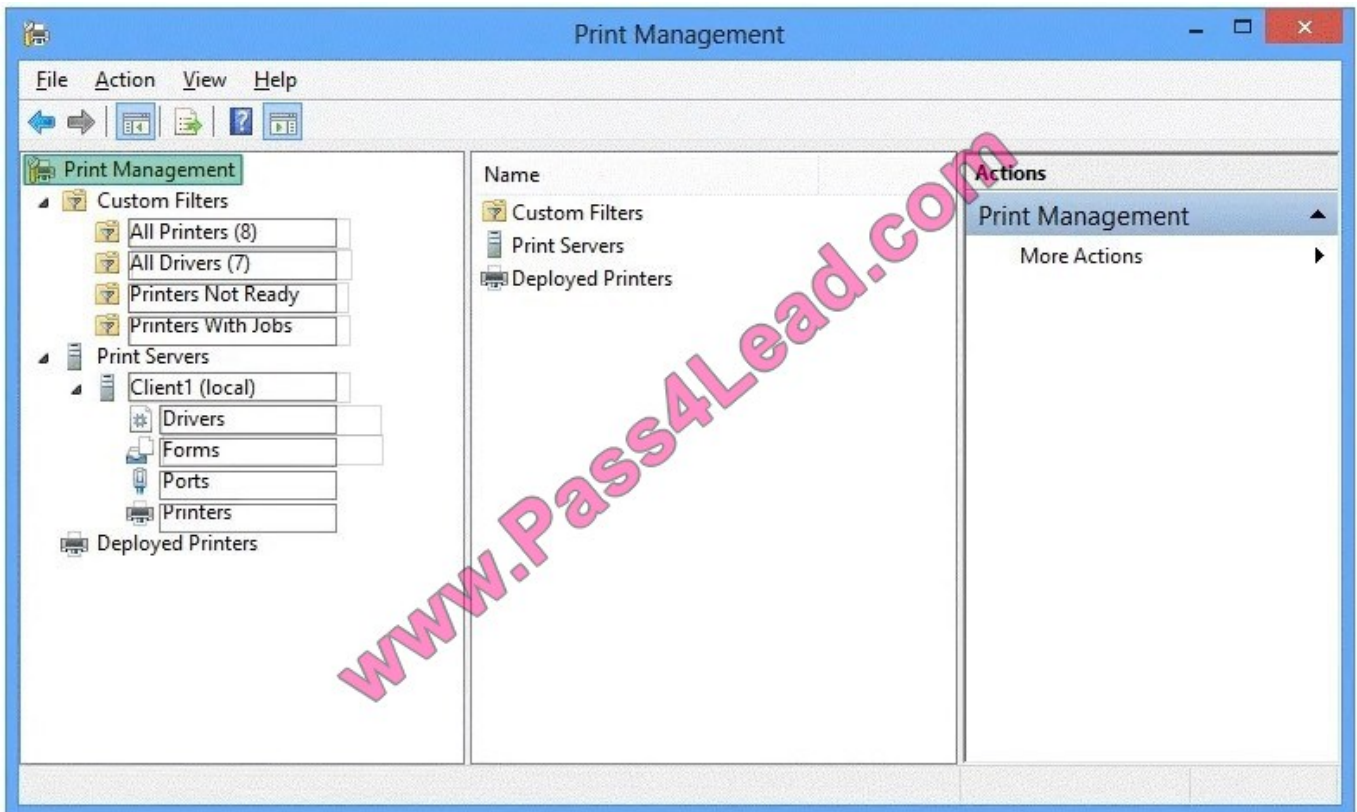 Print Management
File Action View Help
Print Management
Custom Filters
All Printers (8)
All Drivers (7)
Printers Not Ready
Printers With Jobs
Print Servers
Client1 (local)
Drivers
Forms
Ports
Printers
Deployed Printers
Name
Custom Filters
Print Servers
Deployed Printers
Actions
Print Management
More Actions
www.Pass4Lead.com